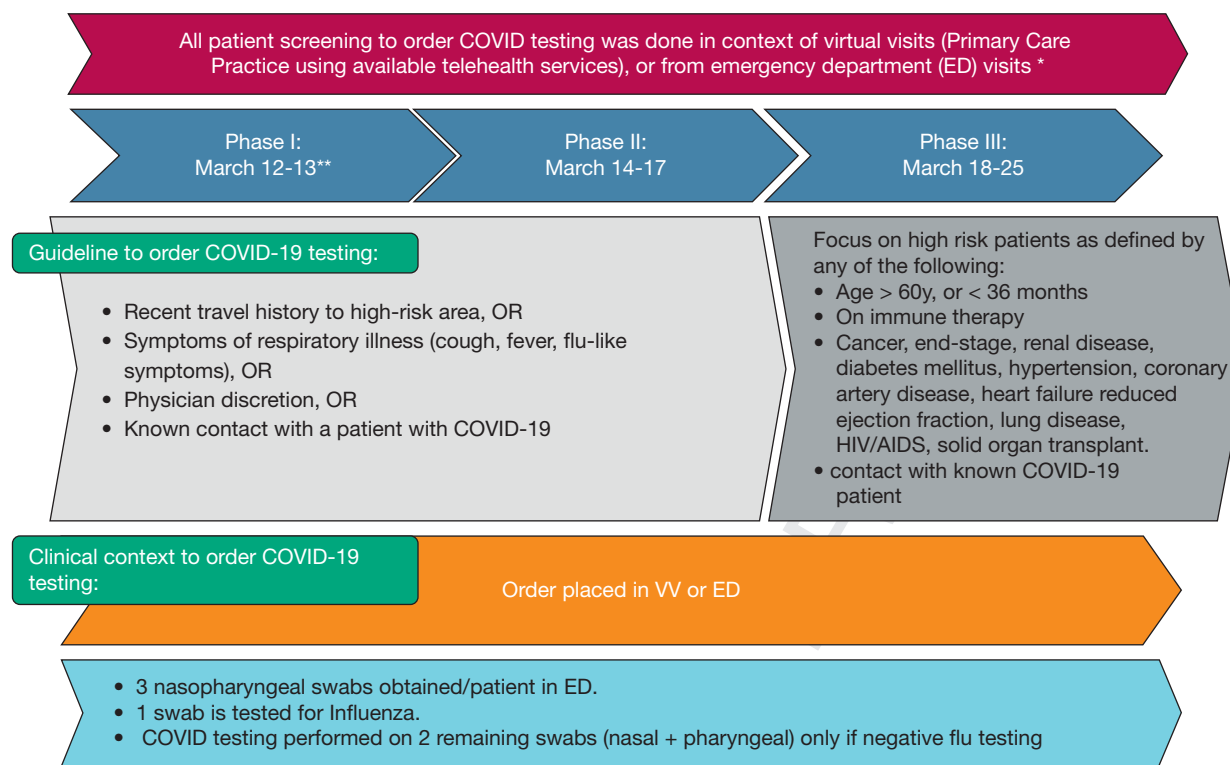 All patient screening to order COVID testing was done in context of virtual visits (Primary Care
Practice using available telehealth services), or from emergency department (ED) visits *
Phase I:
March 12-13**
Phase II:
March 14-17
Phase III:
March 18-25
Guideline to order COVID-19 testing:
• Recent travel history to high-risk area, OR
• Symptoms of respiratory illness (cough, fever, flu-like
symptoms), OR
• Physician discretion, OR
• Known contact with a patient with COVID-19
Focus on high risk patients as defined by
any of the following:
• Age > 60y, or < 36 months
• On immune therapy
• Cancer, end-stage, renal disease,
diabetes mellitus, hypertension, coronary
artery disease, heart failure reduced
ejection fraction, lung disease,
HIV/AIDS, solid organ transplant.
• contact with known COVID-19
patient
Clinical context to order COVID-19
testing:
Order placed in VV or ED
• 3 nasopharyngeal swabs obtained/patient in ED.
• 1 swab is tested for Influenza.
• COVID testing performed on 2 remaining swabs (nasal + pharyngeal) only if negative flu testing